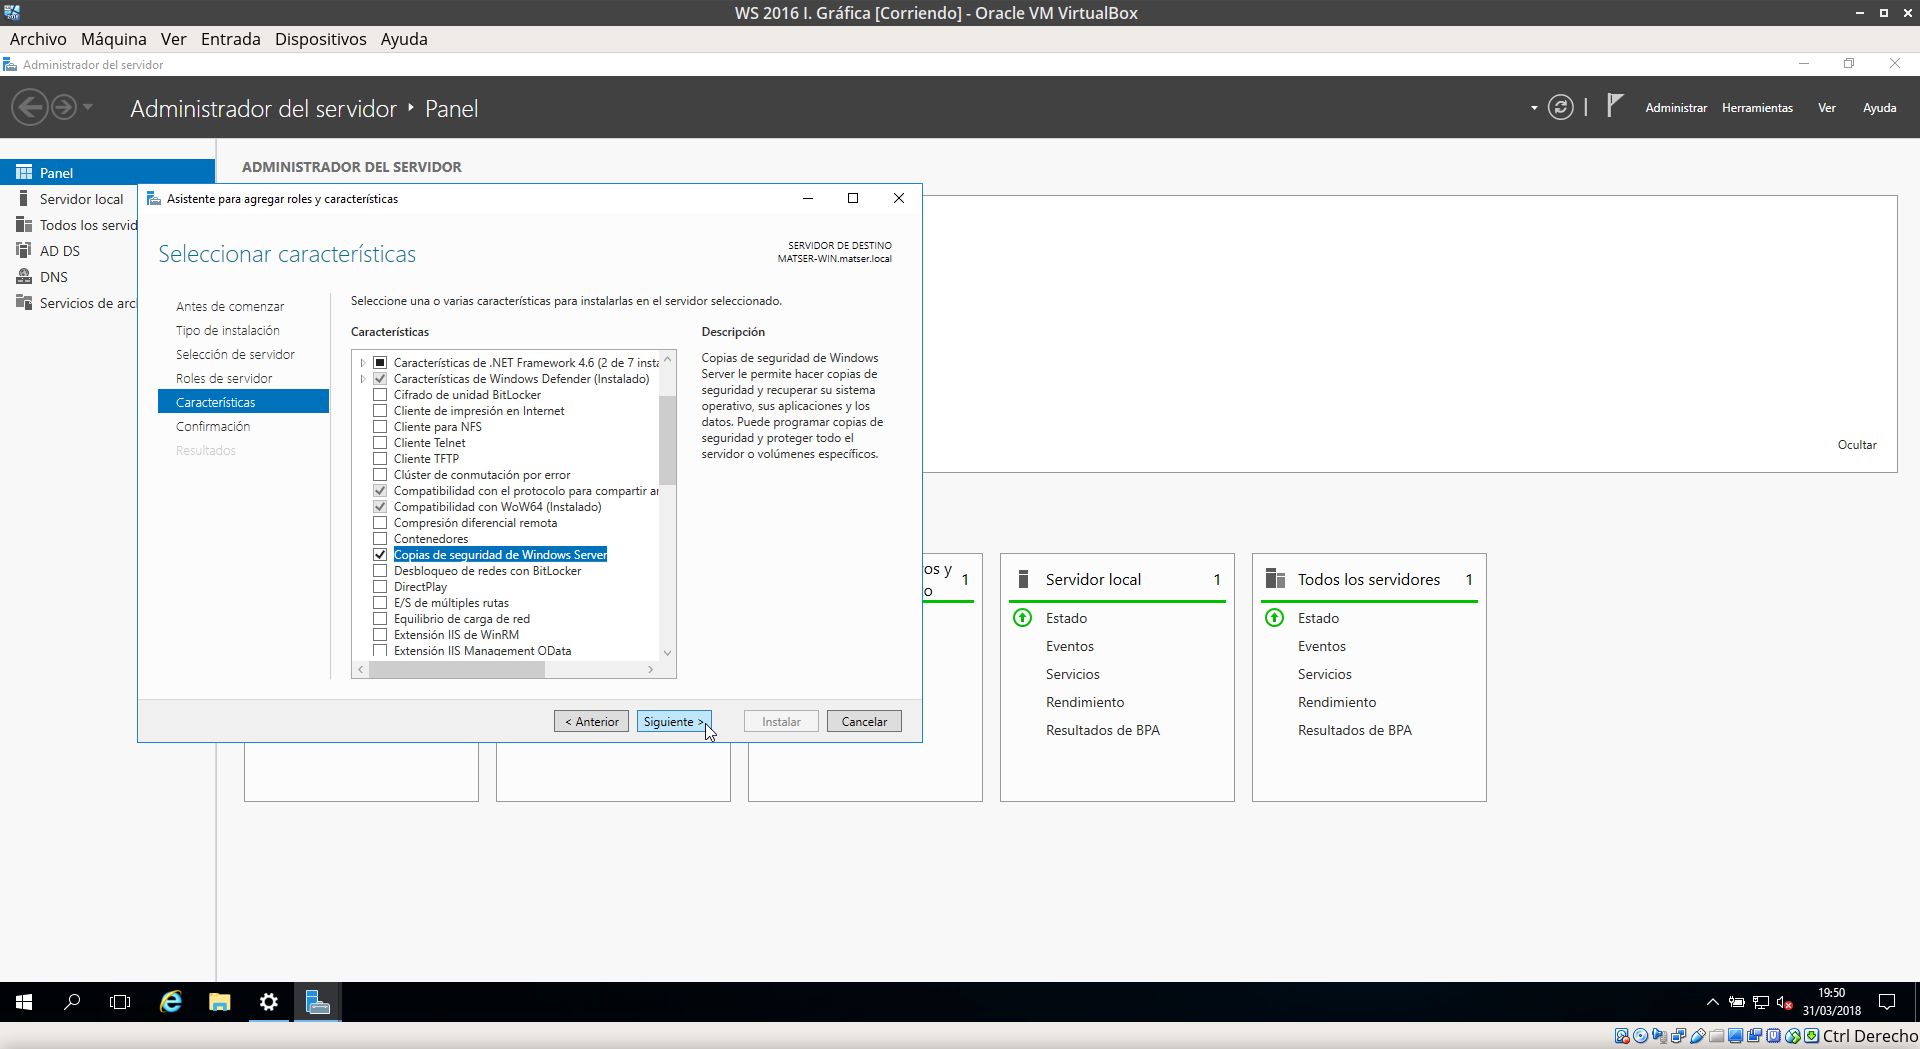 WS 2016 I. Gráfica [Corriendo] - Oracle VM VirtualBox
Archivo Máquina Ver Entrada Dispositivos Ayuda
Administrador del servidor
Administrador del servidor ‣ Panel
Administrar Herramientas Ver Ayuda
Panel
Servidor local
Todos los servid
AD DS
DNS
Servicios de arc
ADMINISTRADOR DEL SERVIDOR
Asistente para agregar roles y características
Seleccionar características
SERVIDOR DE DESTINO
MATSER-WIN.matser.local
Antes de comenzar
Tipo de instalación
Selección de servidor
Roles de servidor
Características
Confirmación
Resultados
Seleccione una o varias características para instalarlas en el servidor seleccionado.
Características
Características de .NET Framework 4.6 (2 de 7 insta
Características de Windows Defender (Instalado)
Cifrado de unidad BitLocker
Cliente de impresión en Internet
Cliente para NFS
Cliente Telnet
Cliente TFTP
Clúster de conmutación por error
Compatibilidad con el protocolo para compartir ar
Compatibilidad con WoW64 (Instalado)
Compresión diferencial remota
Contenedores
Copias de seguridad de Windows Server
Desbloqueo de redes con BitLocker
DirectPlay
E/S de múltiples rutas
Equilibrio de carga de red
Extensión IIS de WinRM
Extensión IIS Management OData
Descripción
Copias de seguridad de Windows
Server le permite hacer copias de
seguridad y recuperar su sistema
operativo, sus aplicaciones y los
datos. Puede programar copias de
seguridad y proteger todo el
servidor o volúmenes específicos.
< Anterior Siguiente > Instalar Cancelar
Ocultar
os y 1
o
Servidor local 1
Estado
Eventos
Servicios
Rendimiento
Resultados de BPA
Todos los servidores 1
Estado
Eventos
Servicios
Rendimiento
Resultados de BPA
19:50
31/03/2018
Ctrl Derecho